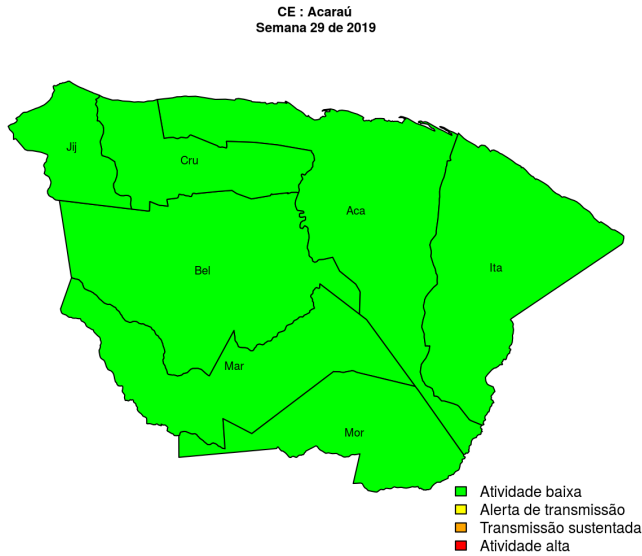 CE : Acaraú
Semana 29 de 2019
Jij
Cru
Aca
Bel
Ita
Mar
Mor
Atividade baixa
Alerta de transmissão
Transmissão sustentada
Atividade alta